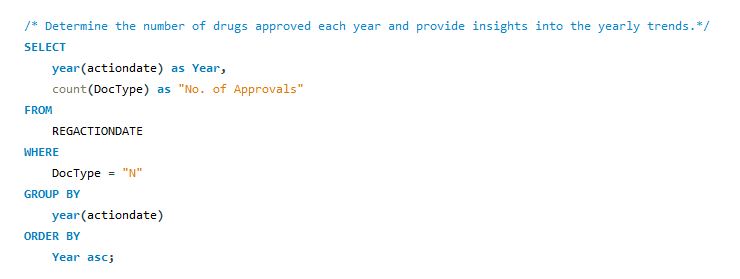 /* Determine the number of drugs approved each year and provide insights into the yearly trends.*/
SELECT
    year(actiondate) as Year,
    count(DocType) as "No. of Approvals"
FROM
    REGACTIONDATE
WHERE
    DocType = "N"
GROUP BY
    year(actiondate)
ORDER BY
    Year asc;